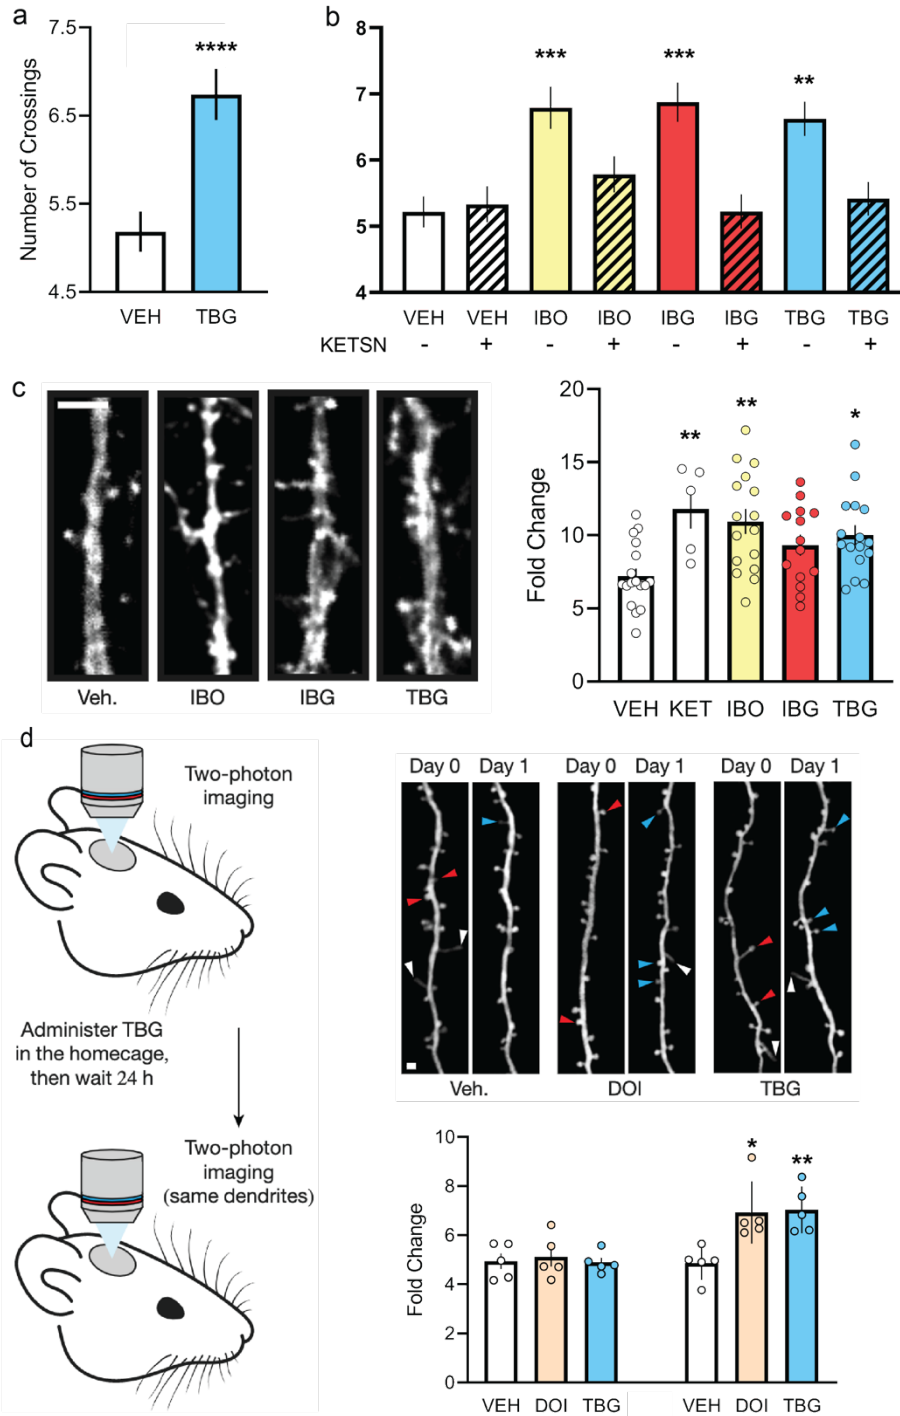 a
7.5
6.5
5.5
4.5
Number of Crossings
****
VEH TBG
b
8
7
6
5
4
*** *** **
VEH VEH IBO IBO IBG IBG TBG TBG
KETSN - + - + - + - +
c
Veh. IBO IBG TBG
20
15
10
5
0
Fold Change
** ** *
VEH KET IBO IBG TBG
d
Two-photon
imaging
Administer TBG
in the homecage,
then wait 24 h
Two-photon
imaging
(same dendrites)
Day 0 Day 1 Day 0 Day 1 Day 0 Day 1
Veh. DOI TBG
10
8
6
4
2
0
Fold Change
* **
VEH DOI TBG VEH DOI TBG